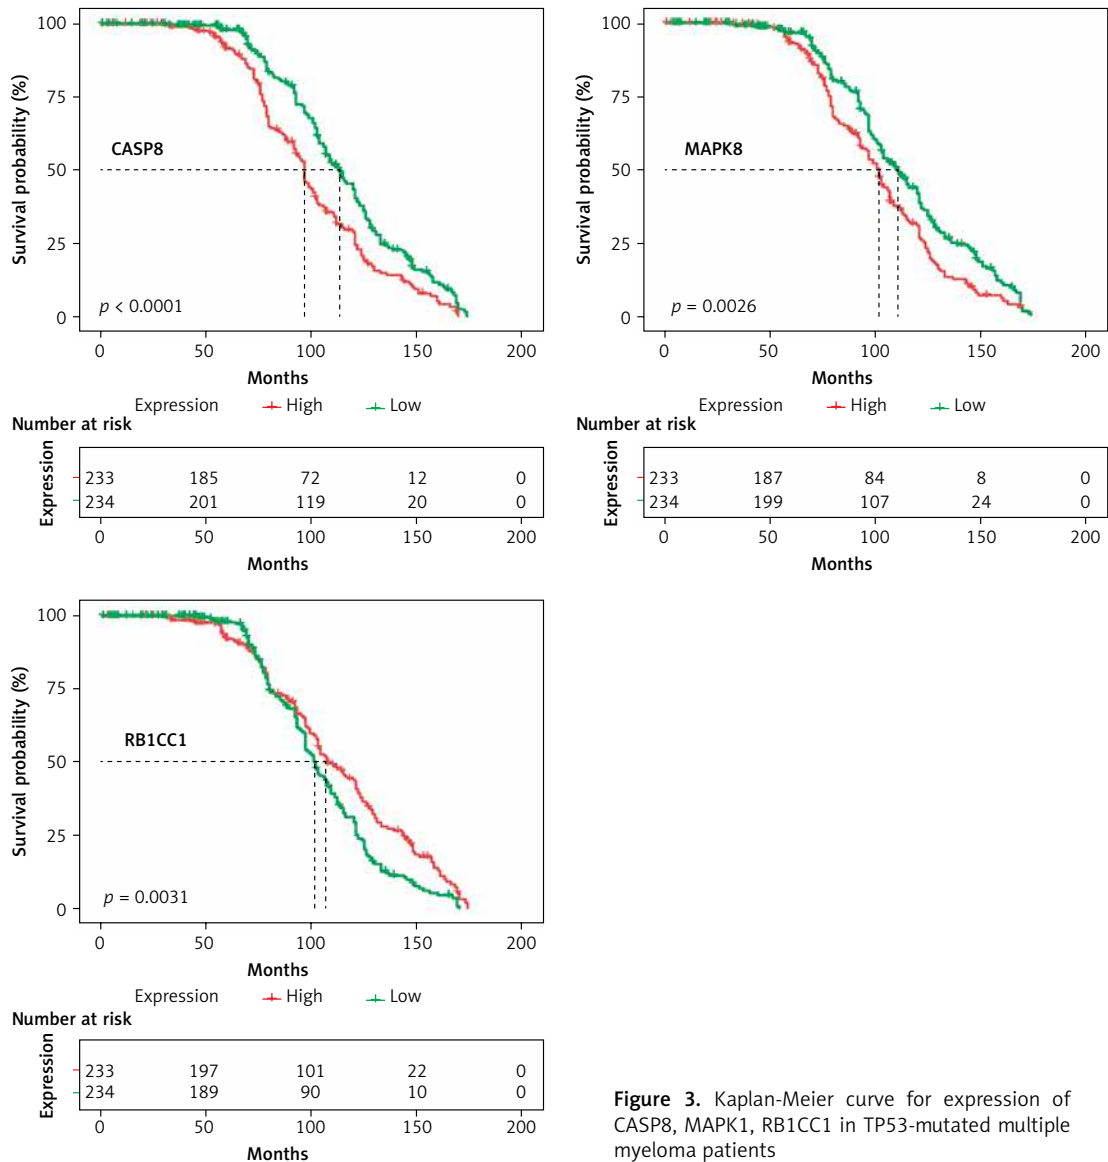 100
75
50
25
0
Survival probability (%)
CASP8
p < 0.0001
0 50 100 150 200
Months
Expression High Low
Number at risk
Expression
233 185 72 12 0
234 201 119 20 0
0 50 100 150 200
Months
100
75
50
25
0
Survival probability (%)
MAPK8
p = 0.0026
0 50 100 150 200
Months
Expression High Low
Number at risk
Expression
233 187 84 8 0
234 199 107 24 0
0 50 100 150 200
Months
100
75
50
25
0
Survival probability (%)
RB1CC1
p = 0.0031
0 50 100 150 200
Months
Expression High Low
Number at risk
Expression
233 197 101 22 0
234 189 90 10 0
0 50 100 150 200
Months
Figure 3. Kaplan-Meier curve for expression of
CASP8, MAPK1, RB1CC1 in TP53-mutated multiple
myeloma patients